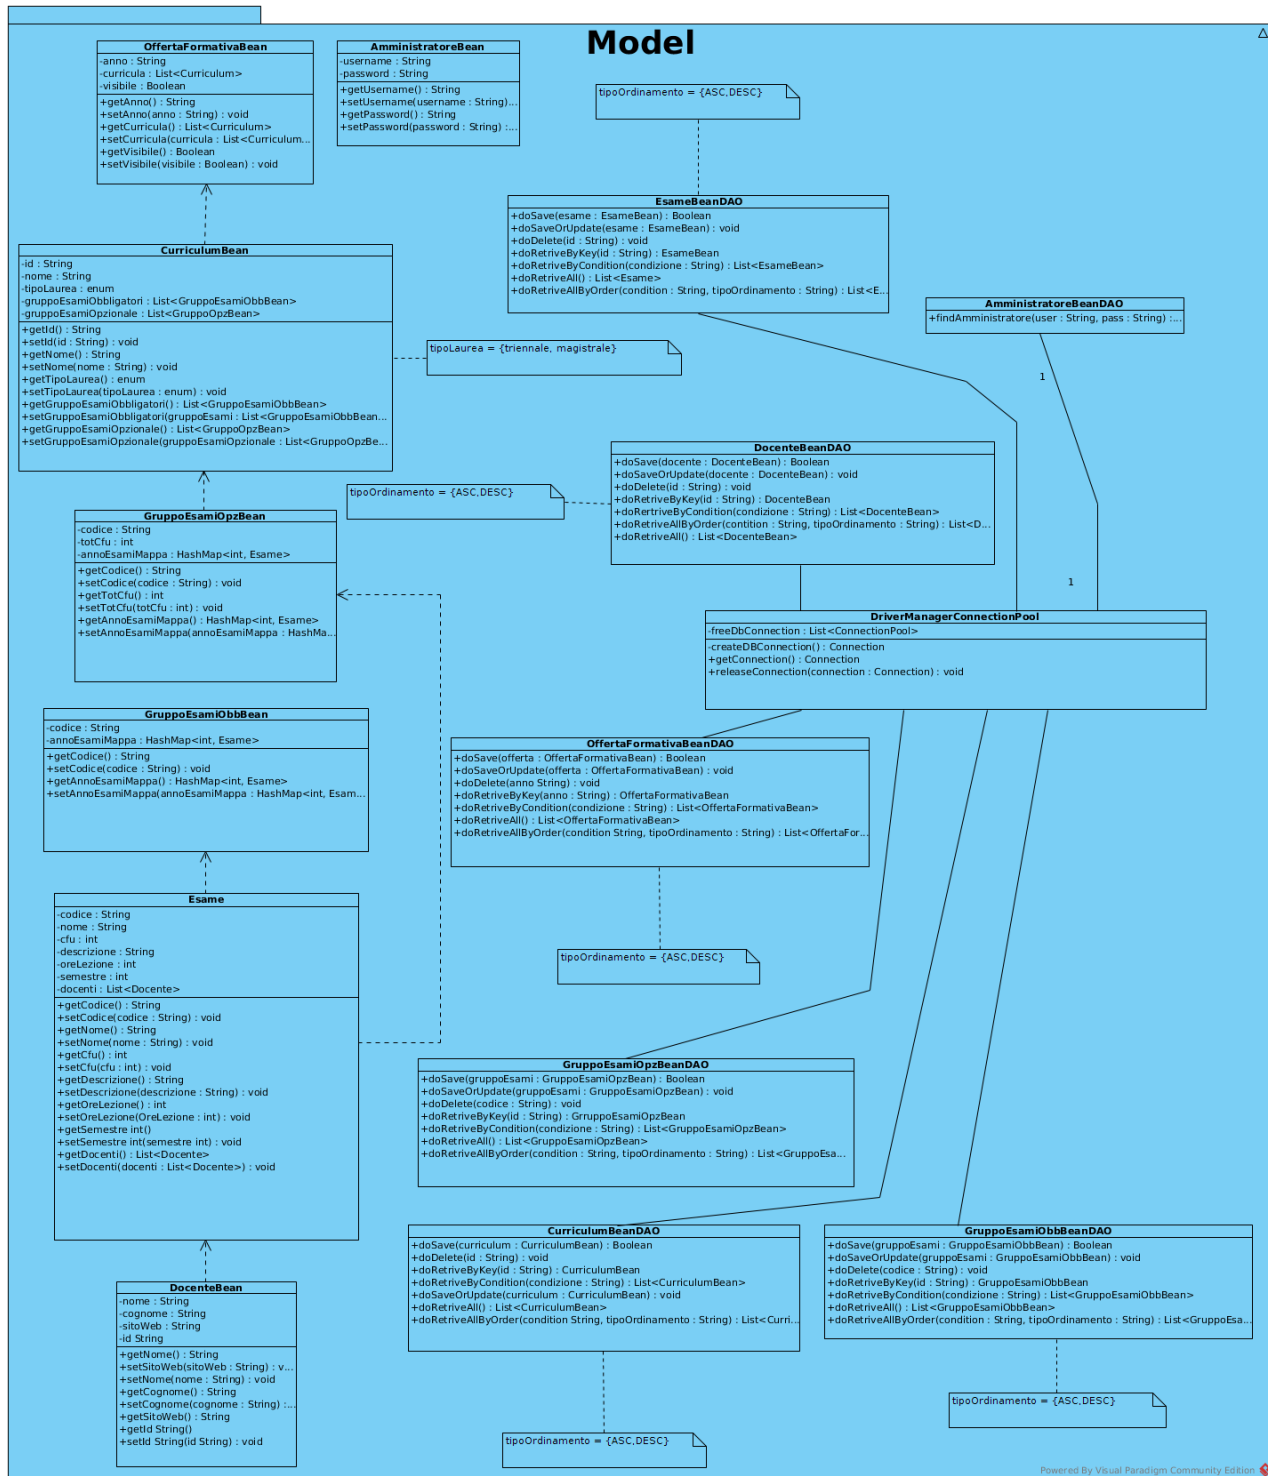 Model
OffertaFormativaBean
-anno : String
-curricula : List<Curriculum>
-visibile : Boolean
+getAnno() : String
+setAnno(anno : String) : void
+getCurricula() : List<Curriculum>
+setCurricula(curricula : List<Curriculum...
+getVisibile() : Boolean
+setVisibile(visibile : Boolean) : void
AmministratoreBean
-username : String
-password : String
+getUsername() : String
+setUsername(username : String)...
+getPassword() : String
+setPassword(password : String) :...
tipoOrdinamento = {ASC,DESC}
EsameBeanDAO
+doSave(esame : EsameBean) : Boolean
+doSaveOrUpdate(esame : EsameBean) : void
+doDelete(id : String) : void
+doRetriveByKey(id : String) : EsameBean
+doRetriveByCondition(condizione : String) : List<EsameBean>
+doRetriveAll() : List<Esame>
+doRetriveAllByOrder(condition : String, tipoOrdinamento : String) : List<E...
CurriculumBean
-id : String
-nome : String
-tipoLaurea : enum
-gruppoEsamiObbligatori : List<GruppoEsamiObbBean>
-gruppoEsamiOpzionale : List<GruppoOpzBean>
+getId() : String
+setId(id : String) : void
+getNome() : String
+setNome(nome : String) : void
+getTipoLaurea() : enum
+setTipoLaurea(tipoLaurea : enum) : void
+getGruppoEsamiObbligatori() : List<GruppoEsamiObbBean>
+setGruppoEsamiObbligatori(gruppoEsami : List<GruppoEsamiObbBean...
+getGruppoEsamiOpzionale() : List<GruppoOpzBean>
+setGruppoEsamiOpzionale(gruppoEsamiOpzionale : List<GruppoOpzBe...
tipoLaurea = {triennale, magistrale}
AmministratoreBeanDAO
+findAmministratore(user : String, pass : String) :...
1
DocenteBeanDAO
+doSave(docente : DocenteBean) : Boolean
+doSaveOrUpdate(docente : DocenteBean) : void
+doDelete(id : String) : void
+doRetriveByKey(id : String) : DocenteBean
+doRertriveByCondition(condizione : String) : List<DocenteBean>
+doRetriveAllByOrder(contition : String, tipoOrdinamento : String) : List<D...
+doRetriveAll() : List<DocenteBean>
tipoOrdinamento = {ASC,DESC}
GruppoEsamiOpzBean
-codice : String
-totCfu : int
-annoEsamiMappa : HashMap<int, Esame>
+getCodice() : String
+setCodice(codice : String) : void
+getTotCfu() : int
+setTotCfu(totCfu : int) : void
+getAnnoEsamiMappa() : HashMap<int, Esame>
+setAnnoEsamiMappa(annoEsamiMappa : HashMa...
1
DriverManagerConnectionPool
-freeDbConnection : List<ConnectionPool>
-createDBConnection() : Connection
+getConnection() : Connection
+releaseConnection(connection : Connection) : void
GruppoEsamiObbBean
-codice : String
-annoEsamiMappa : HashMap<int, Esame>
+getCodice() : String
+setCodice(codice : String) : void
+getAnnoEsamiMappa() : HashMap<int, Esame>
+setAnnoEsamiMappa(annoEsamiMappa : HashMap<int, Esam...
OffertaFormativaBeanDAO
+doSave(offerta : OffertaFormativaBean) : Boolean
+doSaveOrUpdate(offerta : OffertaFormativaBean) : void
+doDelete(anno String) : void
+doRetriveByKey(anno : String) : OffertaFormativaBean
+doRetriveByCondition(condizione : String) : List<OffertaFormativaBean>
+doRetriveAll() : List<OffertaFormativaBean>
+doRetriveAllByOrder(condition String, tipoOrdinamento : String) : List<OffertaFor...
tipoOrdinamento = {ASC,DESC}
Esame
-codice : String
-nome : String
-cfu : int
-descrizione : String
-oreLezione : int
-semestre : int
-docenti : List<Docente>
+getCodice() : String
+setCodice(codice : String) : void
+getNome() : String
+setNome(nome : String) : void
+getCfu() : int
+setCfu(cfu : int) : void
+getDescrizione() : String
+setDescrizione(descrizione : String) : void
+getOreLezione() : int
+setOreLezione(OreLezione : int) : void
+getSemestre int()
+setSemestre int(semestre int) : void
+getDocenti() : List<Docente>
+setDocenti(docenti : List<Docente>) : void
GruppoEsamiOpzBeanDAO
+doSave(gruppoEsami : GruppoEsamiOpzBean) : Boolean
+doSaveOrUpdate(gruppoEsami : GruppoEsamiOpzBean) : void
+doDelete(codice : String) : void
+doRetriveByKey(id : String) : GrruppoEsamiOpzBean
+doRetriveByCondition(condizione : String) : List<GruppoEsamiOpzBean>
+doRetriveAll() : List<GruppoEsamiOpzBean>
+doRetriveAllByOrder(condition : String, tipoOrdinamento : String) : List<GruppoEsa...
CurriculumBeanDAO
+doSave(curriculum : CurriculumBean) : Boolean
+doDelete(id : String) : void
+doRetriveByKey(id : String) : CurriculumBean
+doRetriveByCondition(condizione : String) : List<CurriculumBean>
+doSaveOrUpdate(curriculum : CurriculumBean) : void
+doRetriveAll() : List<CurriculumBean>
+doRetriveAllByOrder(condition String, tipoOrdinamento : String) : List<Curri...
GruppoEsamiObbBeanDAO
+doSave(gruppoEsami : GruppoEsamiObbBean) : Boolean
+doSaveOrUpdate(gruppoEsami : GruppoEsamiObbBean) : void
+doDelete(codice : String) : void
+doRetriveByKey(id : String) : GruppoEsamiObbBean
+doRetriveByCondition(condizione : String) : List<GruppoEsamiObbBean>
+doRetriveAll() : List<GruppoEsamiObbBean>
+doRetriveAllByOrder(condition : String, tipoOrdinamento : String) : List<GruppoEsa...
DocenteBean
-nome : String
-cognome : String
-sitoWeb : String
-id String
+getNome() : String
+setSitoWeb(sitoWeb : String) : v...
+setNome(nome : String) : void
+getCognome() : String
+setCognome(cognome : String) :...
+getSitoWeb() : String
+getId String()
+setId String(id String) : void
tipoOrdinamento = {ASC,DESC}
tipoOrdinamento = {ASC,DESC}
Powered By Visual Paradigm Community Edition